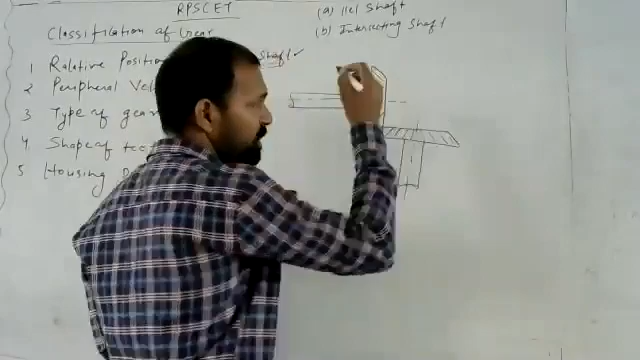 RPSCET
(a) llel Shaft
(b) Intersecting Shaft
Classification of Gear
1 Relative Position Shaft
2 Peripheral Vel
3 Type of gear
4 Shape of teet
5 Housing